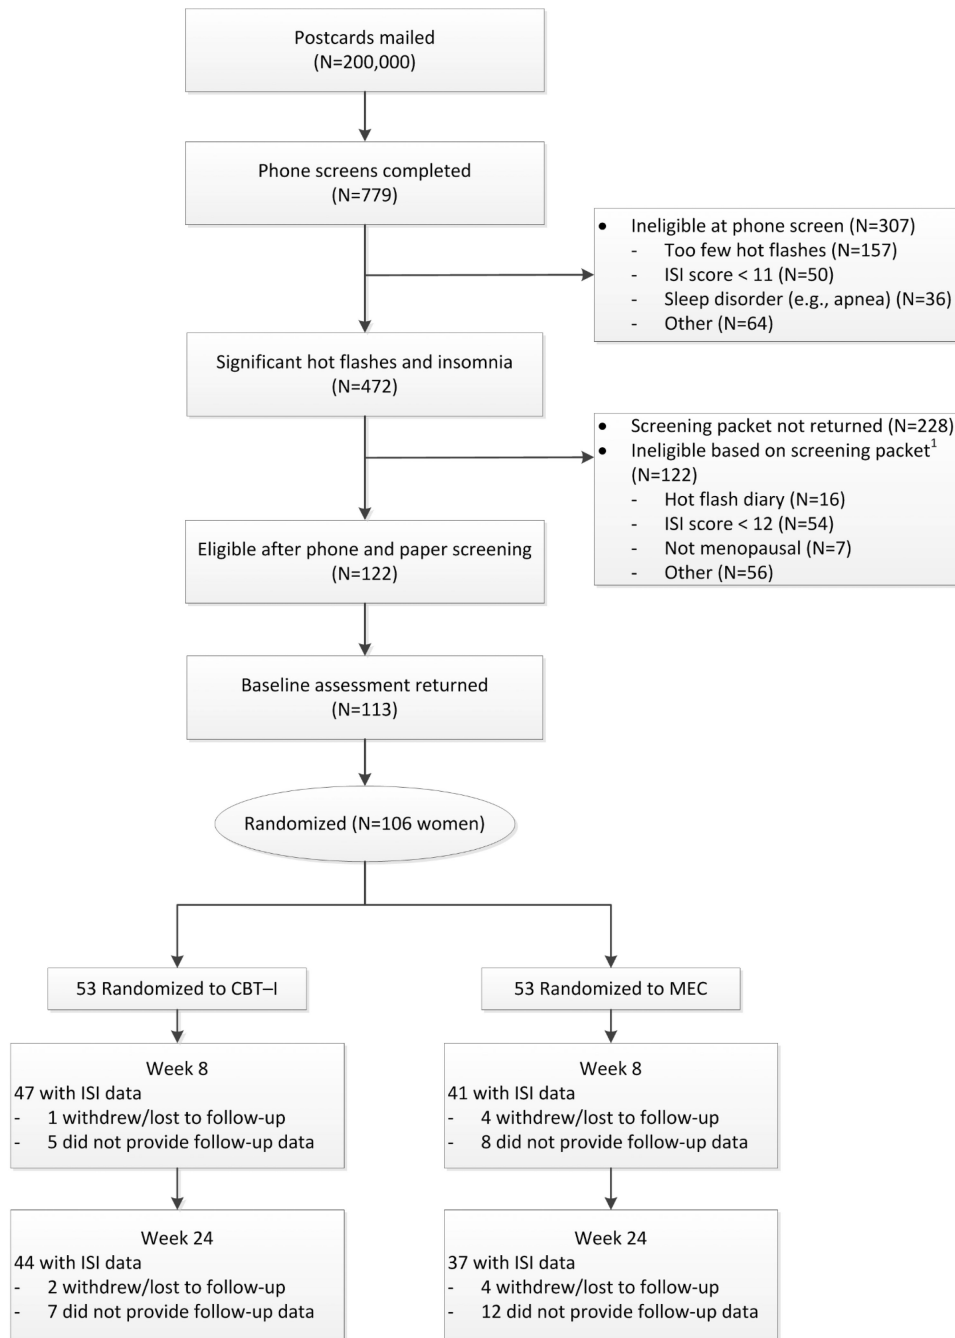 Postcards mailed
(N=200,000)
Phone screens completed
(N=779)
● Ineligible at phone screen (N=307)
- Too few hot flashes (N=157)
- ISI score < 11 (N=50)
- Sleep disorder (e.g., apnea) (N=36)
- Other (N=64)
Significant hot flashes and insomnia
(N=472)
● Screening packet not returned (N=228)
● Ineligible based on screening packet¹
(N=122)
- Hot flash diary (N=16)
- ISI score < 12 (N=54)
- Not menopausal (N=7)
- Other (N=56)
Eligible after phone and paper screening
(N=122)
Baseline assessment returned
(N=113)
Randomized (N=106 women)
53 Randomized to CBT–I
53 Randomized to MEC
Week 8
47 with ISI data
- 1 withdrew/lost to follow-up
- 5 did not provide follow-up data
Week 8
41 with ISI data
- 4 withdrew/lost to follow-up
- 8 did not provide follow-up data
Week 24
44 with ISI data
- 2 withdrew/lost to follow-up
- 7 did not provide follow-up data
Week 24
37 with ISI data
- 4 withdrew/lost to follow-up
- 12 did not provide follow-up data